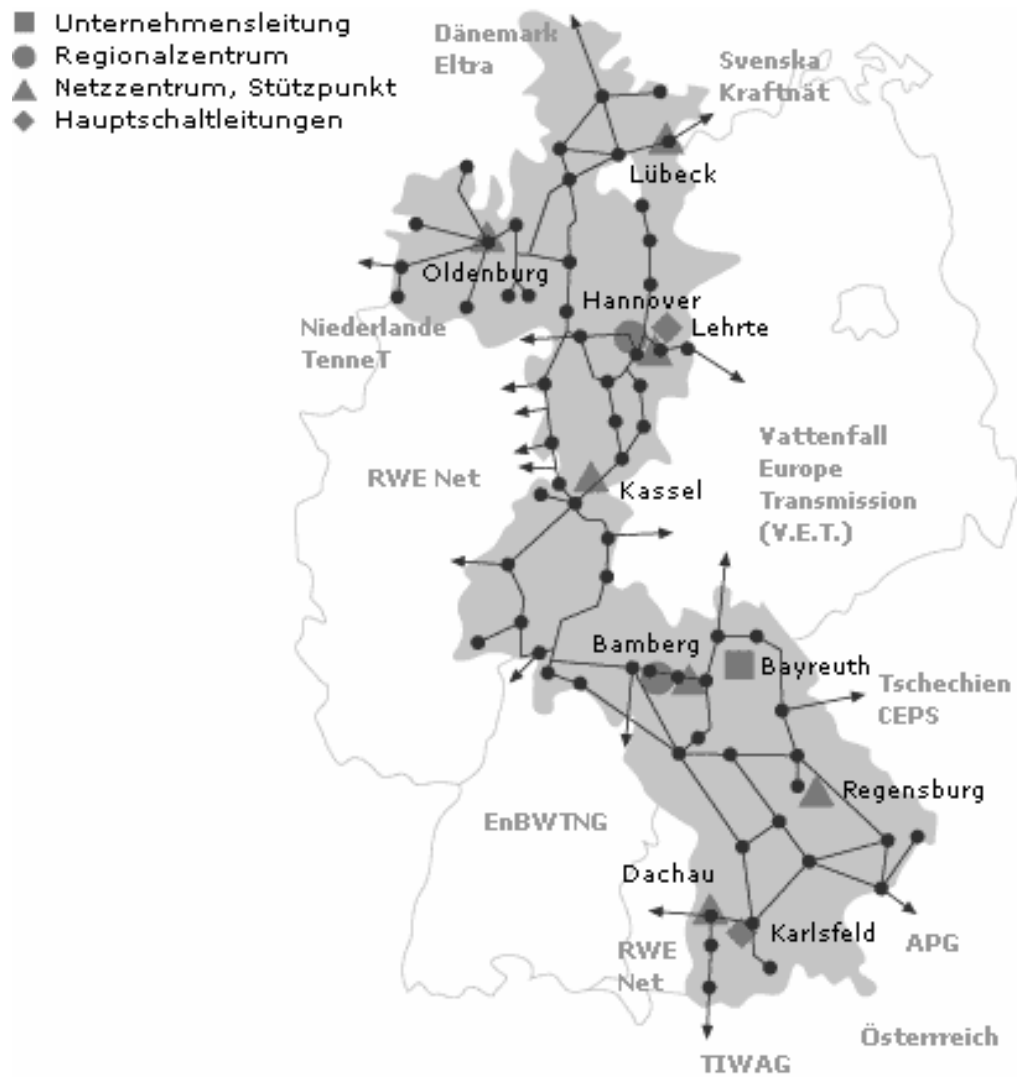 Unternehmensleitung
Regionalzentrum
Netzzentrum, Stützpunkt
Hauptschaltleitungen
Dänemark
Eltra
Svenska
Kraftnät
Lübeck
Oldenburg
Hannover
Lehrte
Niederlande
TenneT
Vattenfall
Europe
Transmission
(V.E.T.)
RWE Net
Kassel
Bamberg
Bayreuth
Tschechien
CEPS
Regensburg
EnBWTNG
Dachau
Karlsfeld
APG
RWE
Net
Österrreich
TIWAG